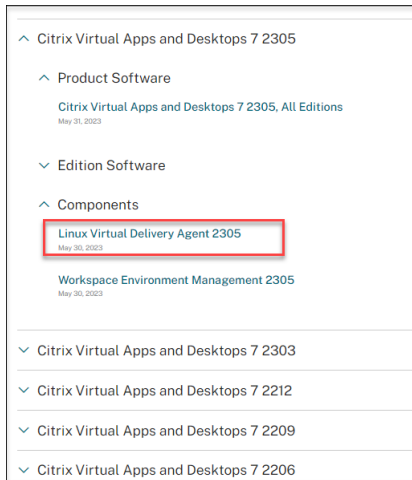 Citrix Virtual Apps and Desktops 7 2305
Product Software
Citrix Virtual Apps and Desktops 7 2305, All Editions
May 31, 2023
Edition Software
Components
Linux Virtual Delivery Agent 2305
May 30, 2023
Workspace Environment Management 2305
May 30, 2023
Citrix Virtual Apps and Desktops 7 2303
Citrix Virtual Apps and Desktops 7 2212
Citrix Virtual Apps and Desktops 7 2209
Citrix Virtual Apps and Desktops 7 2206